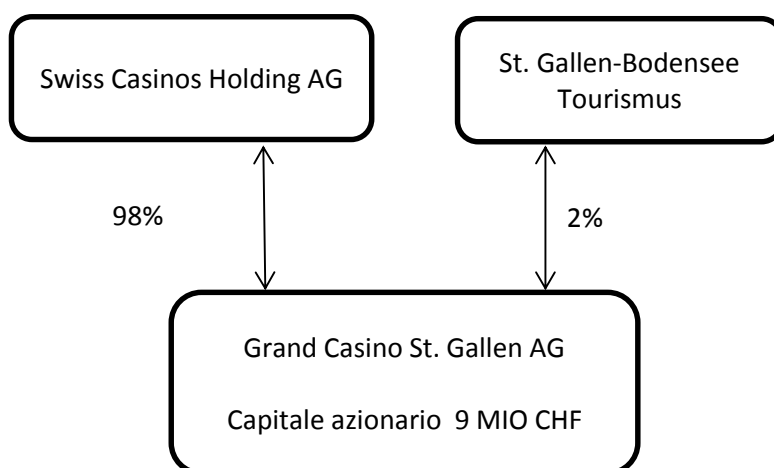 Swiss Casinos Holding AG
St. Gallen-Bodensee
Tourismus
98%
2%
Grand Casino St. Gallen AG
Capitale azionario 9 MIO CHF